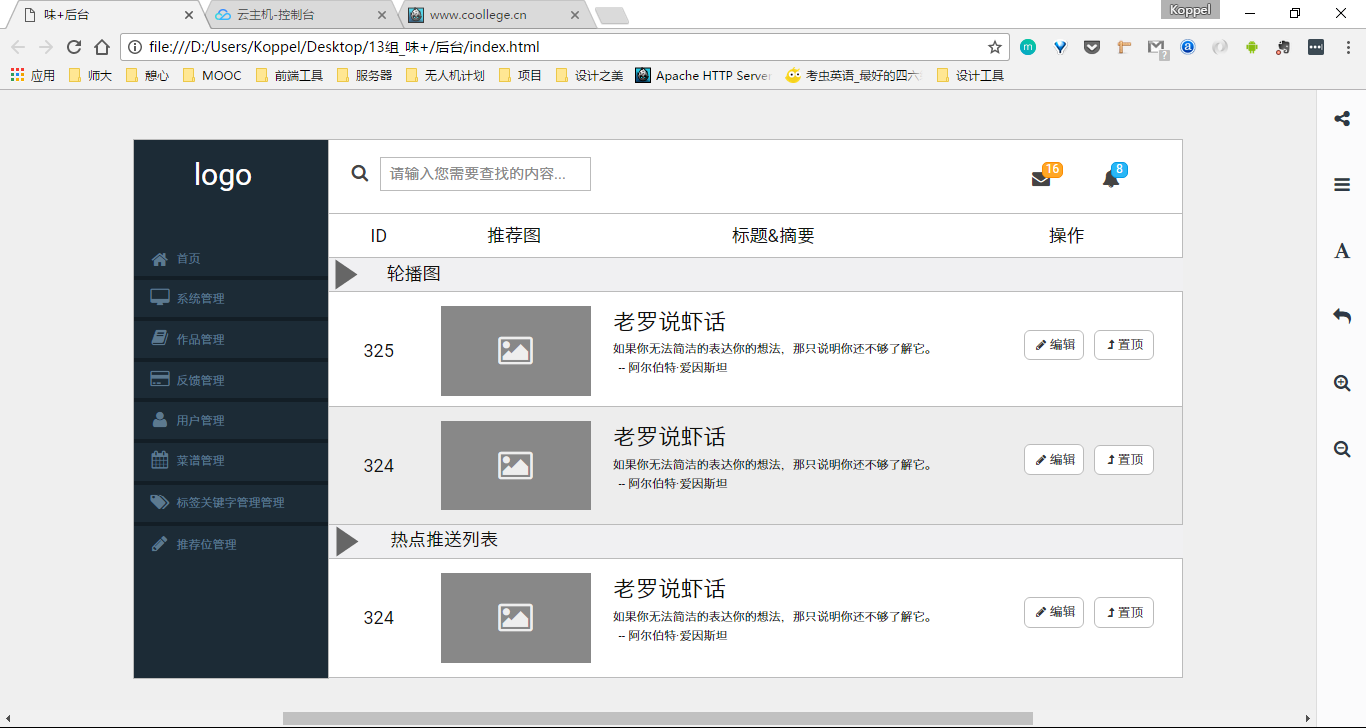 味+后台 云主机-控制台 www.coollege.cn Koppel
file:///D:/Users/Koppel/Desktop/13组_味+/后台/index.html
应用 师大 憩心 MOOC 前端工具 服务器 无人机计划 项目 设计之美 Apache HTTP Server 考虫英语_最好的四六 设计工具
logo
请输入您需要查找的内容...
16
8
首页
系统管理
作品管理
反馈管理
用户管理
菜谱管理
标签关键字管理管理
推荐位管理
ID 推荐图 标题&摘要 操作
轮播图
325
老罗说虾话
如果你无法简洁的表达你的想法，那只说明你还不够了解它。
-- 阿尔伯特·爱因斯坦
编辑 置顶
324
老罗说虾话
如果你无法简洁的表达你的想法，那只说明你还不够了解它。
-- 阿尔伯特·爱因斯坦
编辑 置顶
热点推送列表
324
老罗说虾话
如果你无法简洁的表达你的想法，那只说明你还不够了解它。
-- 阿尔伯特·爱因斯坦
编辑 置顶